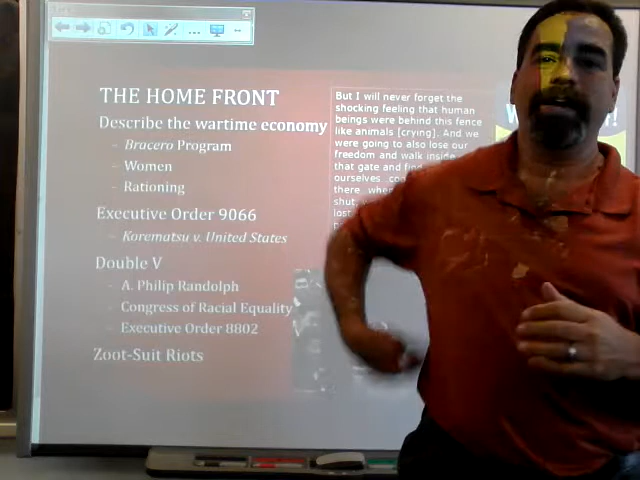 THE HOME FRONT
Describe the wartime economy
– Bracero Program
– Women
– Rationing
Executive Order 9066
– Korematsu v. United States
Double V
– A. Philip Randolph
– Congress of Racial Equality
– Executive Order 8802
Zoot-Suit Riots
But I will never forget the
shocking feeling that human
beings were behind this fence
like animals [crying]. And we
were going to also lose our
freedom and walk inside
that gate and find
ourselves
there when
shut,
lost